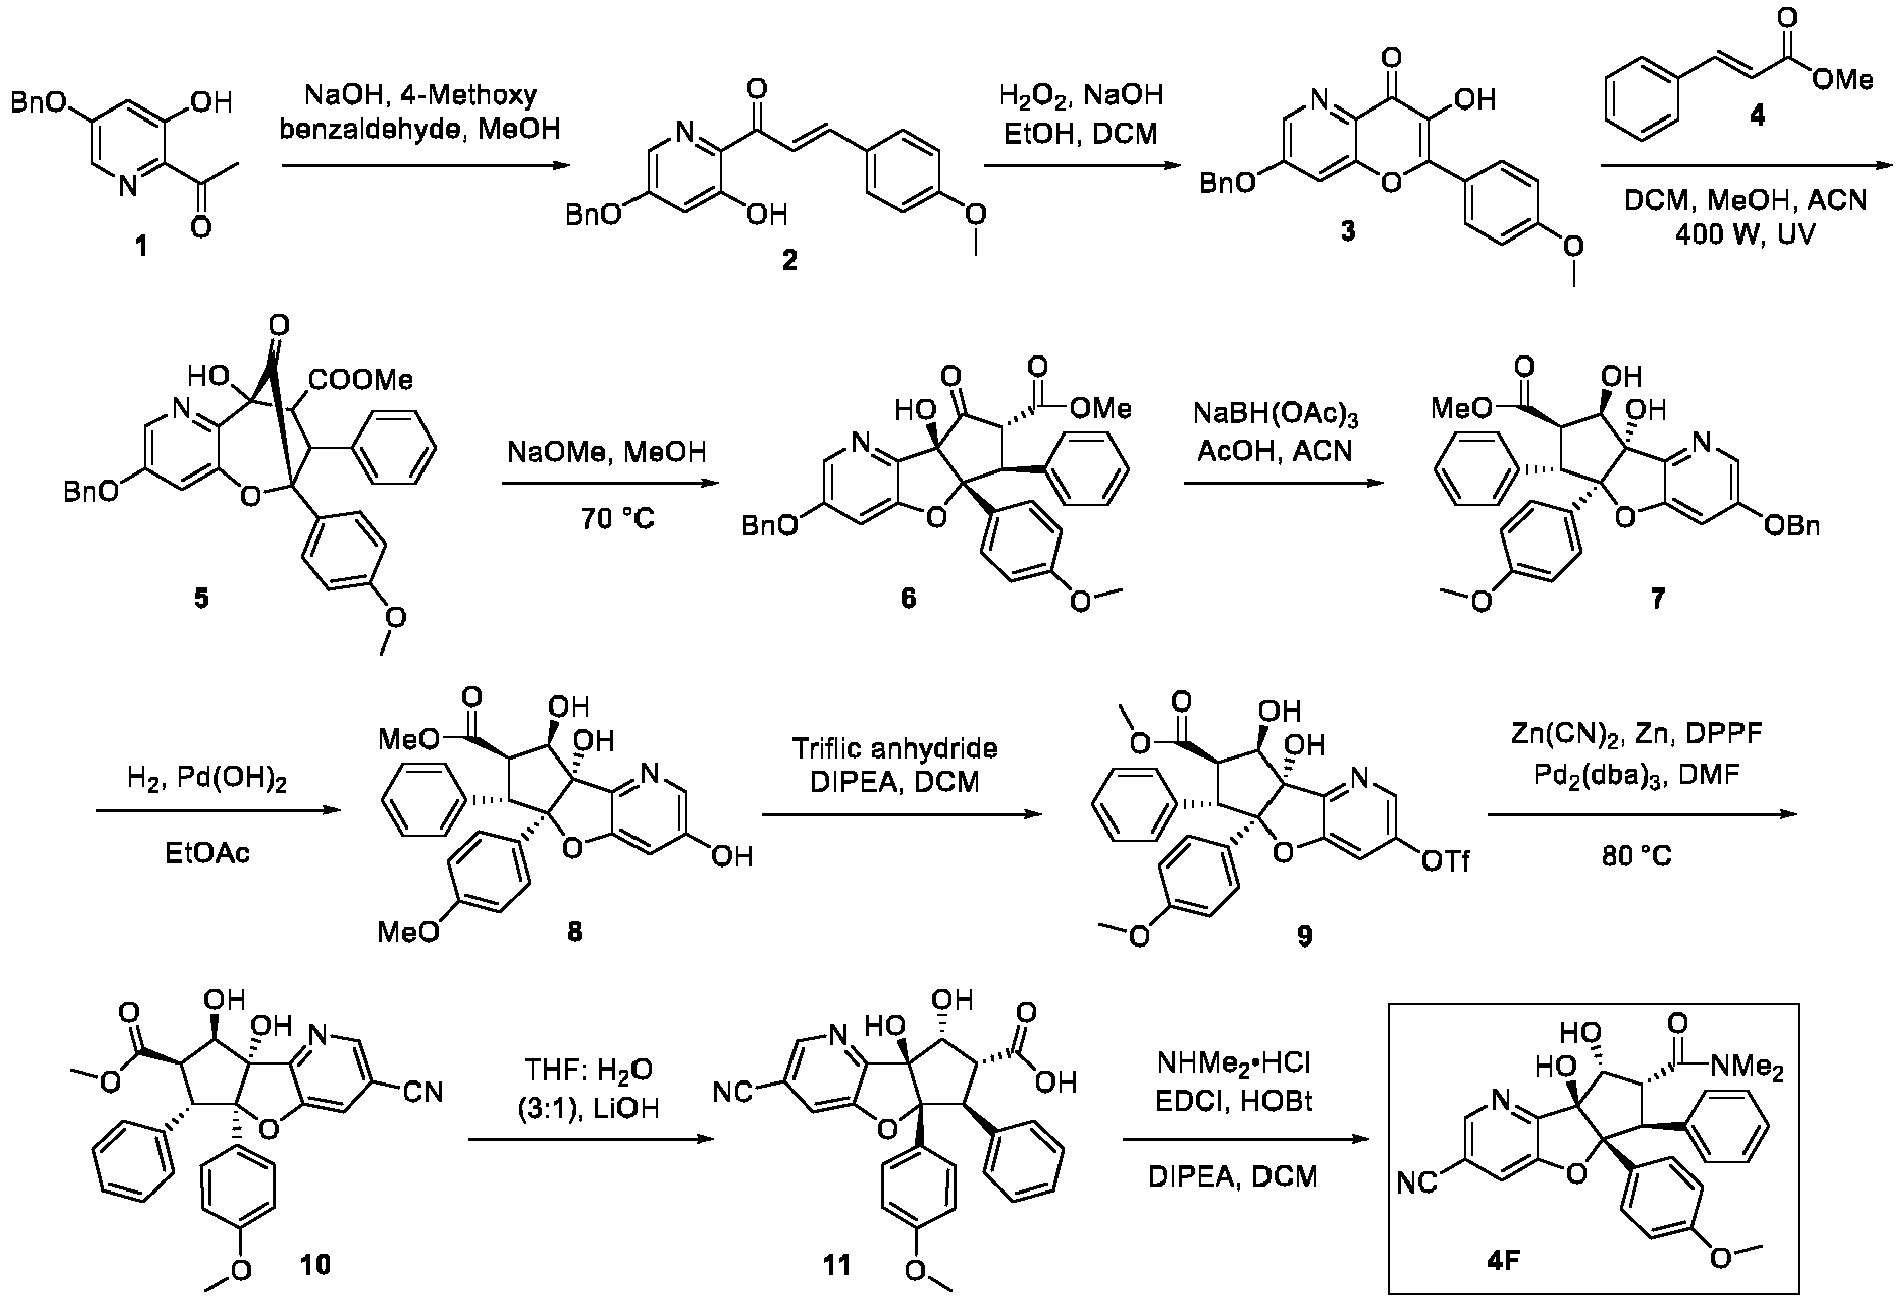 BnO
OH
N
O
1
NaOH, 4-Methoxy
benzaldehyde, MeOH
O
N
BnO
OH
O
2
H₂O₂, NaOH
EtOH, DCM
O
N
OH
BnO
O
O
3
O
OMe
4
DCM, MeOH, ACN
400 W, UV
O
HO
COOMe
N
BnO
O
O
5
NaOMe, MeOH
70 °C
O
O
HO
OMe
N
BnO
O
O
6
NaBH(OAc)₃
AcOH, ACN
O
OH
MeO
OH
N
O
OBn
O
7
H₂, Pd(OH)₂
EtOAc
O
OH
MeO
OH
N
O
OH
MeO
8
Triflic anhydride
DIPEA, DCM
O
OH
O
OH
N
O
OTf
O
9
Zn(CN)₂, Zn, DPPF
Pd₂(dba)₃, DMF
80 °C
OH
O
OH
N
O
CN
O
O
10
THF: H₂O
(3:1), LiOH
OH
O
HO
N
OH
NC
O
O
11
NHMe₂•HCl
EDCI, HOBt
DIPEA, DCM
HO
O
HO
NMe₂
N
NC
O
O
4F